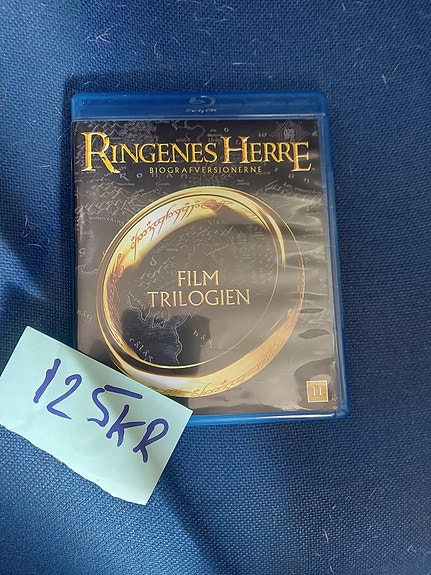 RINGENES HERRE
BIOGRAFVERSIONERNE
FILM
TRILOGIEN
11
125KR